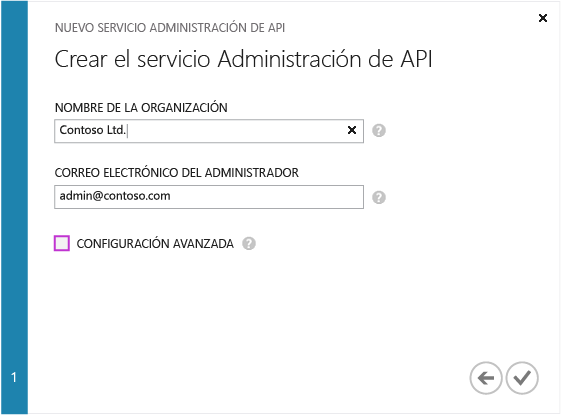 NUEVO SERVICIO ADMINISTRACIÓN DE API
Crear el servicio Administración de API
NOMBRE DE LA ORGANIZACIÓN
Contoso Ltd.
?
CORREO ELECTRÓNICO DEL ADMINISTRADOR
admin@contoso.com
?
CONFIGURACIÓN AVANZADA ?
1